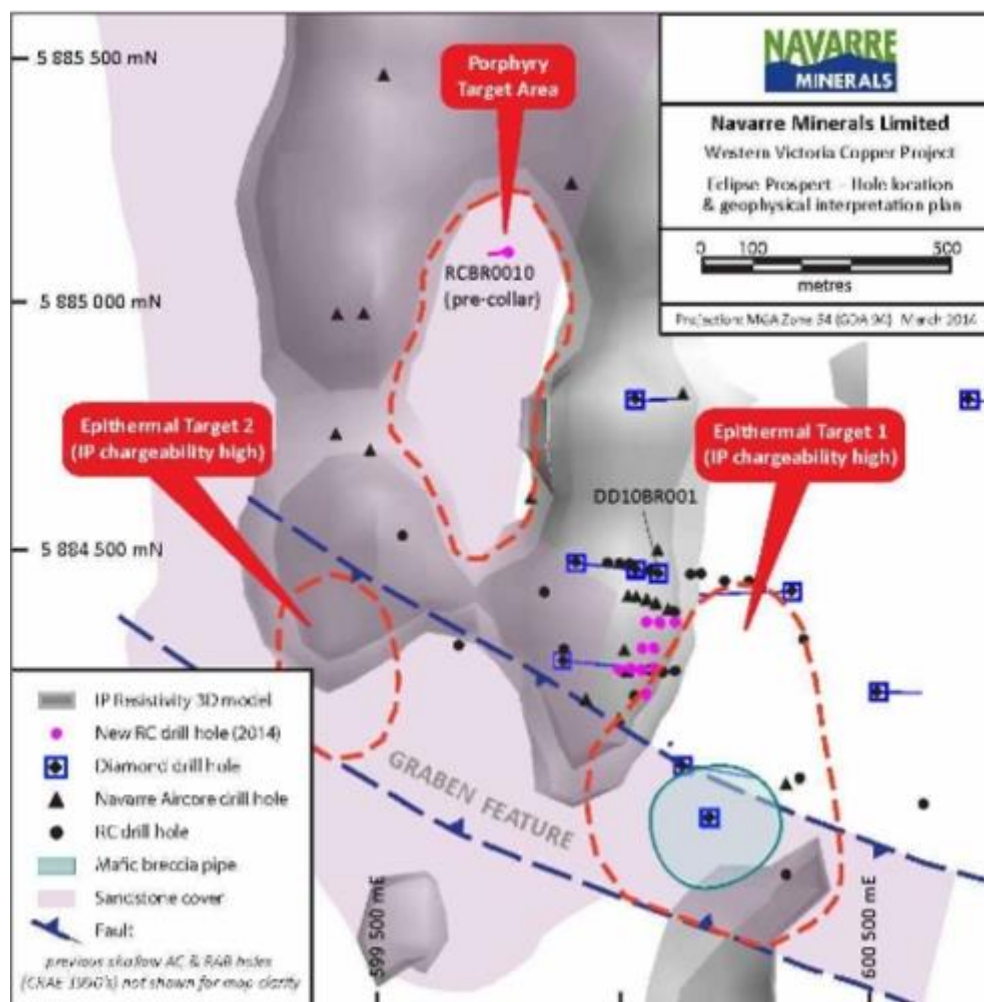 5 885 500 mN
Porphyry
Target Area
NAVARRE
MINERALS
Navarre Minerals Limited
Western Victoria Copper Project
Eclipse Prospect – Hole location
& geophysical interpretation plan
0 100 500
metres
Projection: MGA Zone 54 (GDA 94) March 2014
RCBR0010
(pre-collar)
5 885 000 mN
Epithermal Target 2
(IP chargeability high)
Epithermal Target 1
(IP chargeability high)
DD10BR001
5 884 500 mN
IP Resistivity 3D model
New RC drill hole (2014)
Diamond drill hole
Navarre Aircore drill hole
RC drill hole
Mafic breccia pipe
Sandstone cover
Fault
previous shallow AC & RAB holes
(CRAE 1990's) not shown for map clarity
GRABEN FEATURE
599 500 mE
600 500 mE